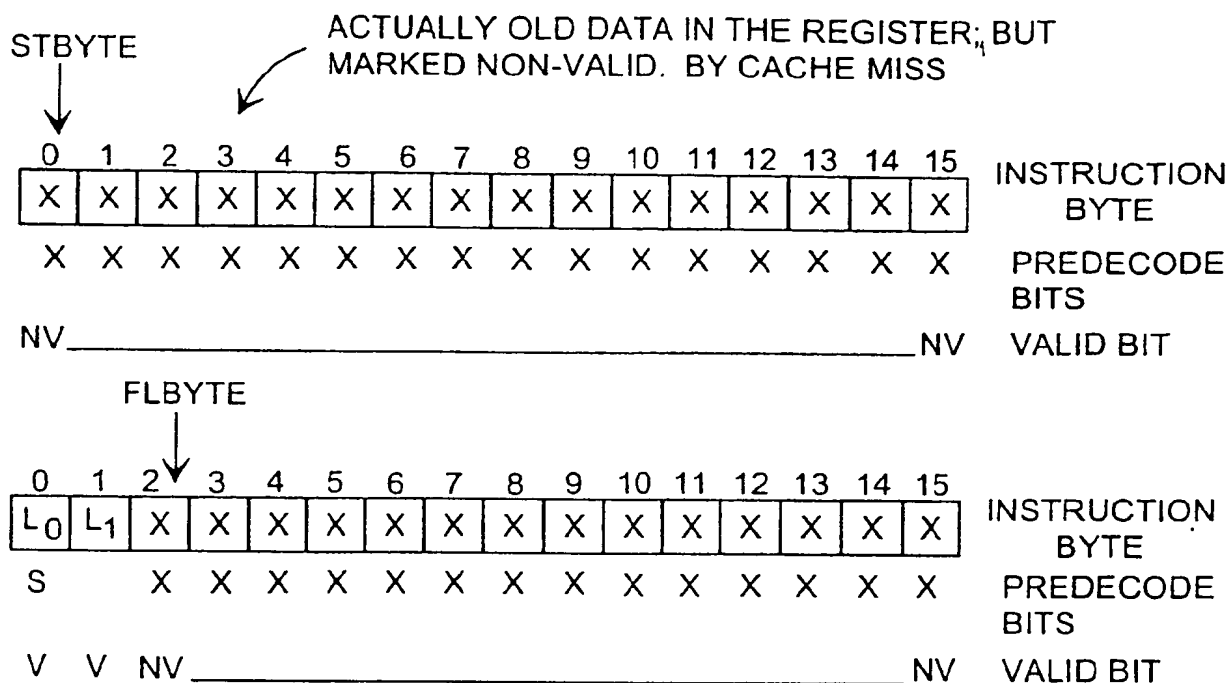 STBYTE
ACTUALLY OLD DATA IN THE REGISTER; BUT
MARKED NON-VALID. BY CACHE MISS
0 1 2 3 4 5 6 7 8 9 10 11 12 13 14 15
X X X X X X X X X X X X X X X X
INSTRUCTION
BYTE
X X X X X X X X X X X X X X X X
PREDECODE
BITS
NV NV VALID BIT
FLBYTE
0 1 2 3 4 5 6 7 8 9 10 11 12 13 14 15
L0 L1 X X X X X X X X X X X X X X
INSTRUCTION
BYTE
S X X X X X X X X X X X X X X
PREDECODE
BITS
V V NV NV VALID BIT